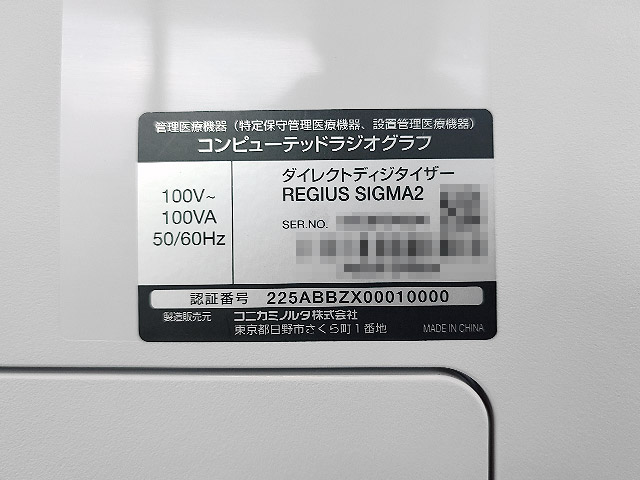 管理医療機器（特定保守管理医療機器、設置管理医療機器）
コンピューテッドラジオグラフ
100V~
100VA
50/60Hz
ダイレクトディジタイザー
REGIUS SIGMA2
SER.NO.
認証番号 225ABBZX00010000
製造販売元 コニカミノルタ株式会社
東京都日野市さくら町1番地
MADE IN CHINA